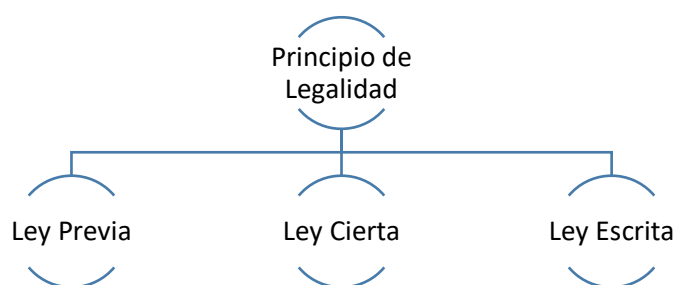 Principio de
Legalidad
Ley Previa
Ley Cierta
Ley Escrita